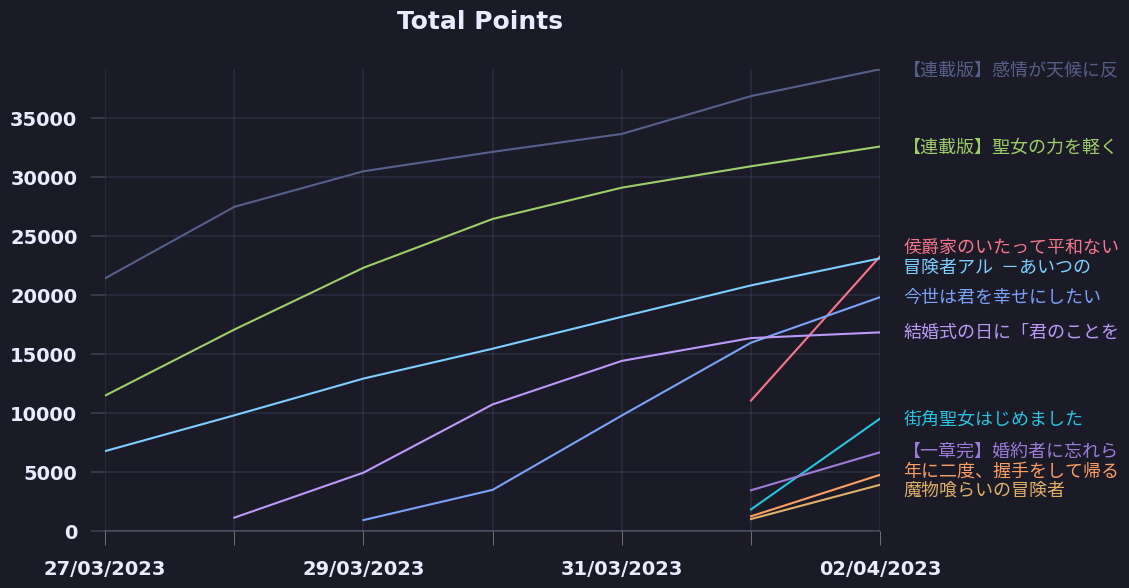 Total Points
35000
30000
25000
20000
15000
10000
5000
0
27/03/2023
29/03/2023
31/03/2023
02/04/2023
【連載版】感情が天候に反
【連載版】聖女の力を軽く
侯爵家のいたって平和ない
冒険者アル －あいつの
今世は君を幸せにしたい
結婚式の日に「君のことを
街角聖女はじめました
【一章完】婚約者に忘れら
年に二度、握手をして帰る
魔物喰らいの冒険者